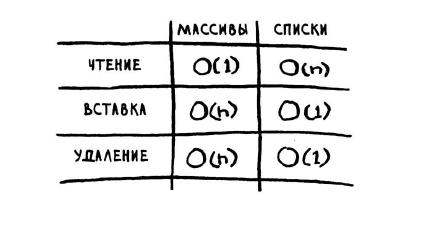 МАССИВЫ СПИСКИ
ЧТЕНИЕ O(1) O(n)
ВСТАВКА O(n) O(1)
УДАЛЕНИЕ O(n) O(1)